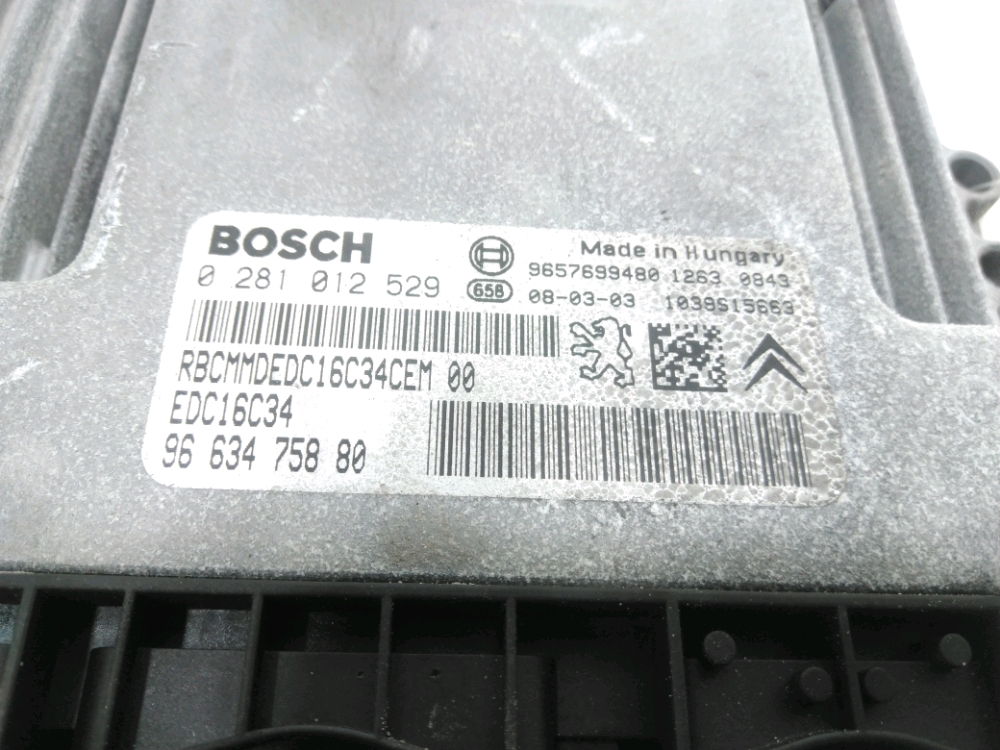 BOSCH
Made in Hungary
0 281 012 529
9657699480 1263 0843
658
08-03-03 1039S15663
RBCMMDEDC16C34CEM 00
EDC16C34
96 634 758 80